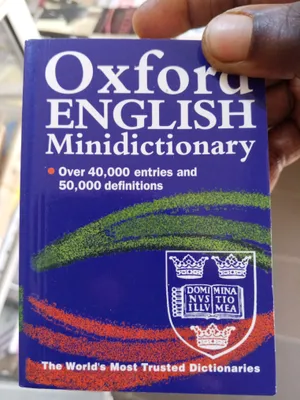 Oxford
ENGLISH
Minidictionary
Over 40,000 entries and
50,000 definitions
DOMI MINA
NVS TIO
ILLV MEA
The World's Most Trusted Dictionaries